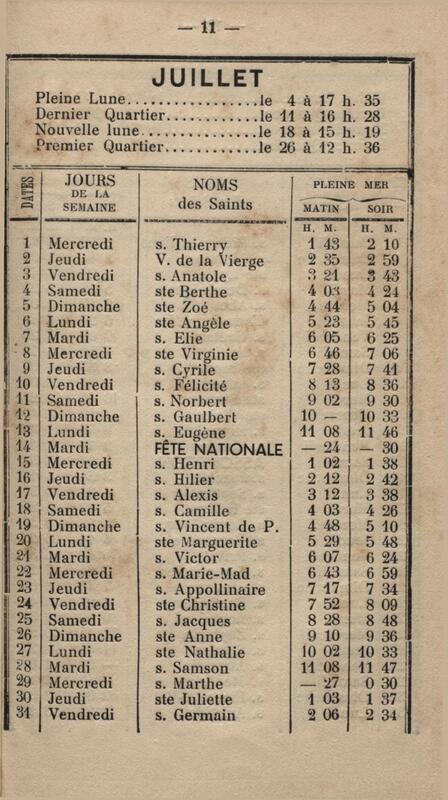 — 11 —
JUILLET
Pleine Lune.................le 4 à 17 h. 35
Dernier Quartier............le 11 à 16 h. 28
Nouvelle lune...............le 18 à 15 h. 19
Premier Quartier............le 26 à 12 h. 36
DATES JOURS DE LA SEMAINE NOMS des Saints PLEINE MER
MATIN SOIR
H. M. H. M.
1 Mercredi s. Thierry 1 43 2 10
2 Jeudi V. de la Vierge 2 35 2 59
3 Vendredi s. Anatole 3 21 3 43
4 Samedi ste Berthe 4 03 4 24
5 Dimanche ste Zoé 4 44 5 04
6 Lundi ste Angèle 5 23 5 45
7 Mardi s. Elie 6 05 6 25
8 Mercredi ste Virginie 6 46 7 06
9 Jeudi s. Cyrile 7 28 7 41
10 Vendredi s. Félicité 8 13 8 36
11 Samedi s. Norbert 9 02 9 30
12 Dimanche s. Gaulbert 10 — 10 33
13 Lundi s. Eugène 11 08 11 46
14 Mardi FÊTE NATIONALE — 24 — 30
15 Mercredi s. Henri 1 02 1 38
16 Jeudi s. Hilier 2 12 2 42
17 Vendredi s. Alexis 3 12 3 38
18 Samedi s. Camille 4 03 4 26
19 Dimanche s. Vincent de P. 4 48 5 10
20 Lundi ste Marguerite 5 29 5 48
21 Mardi s. Victor 6 07 6 24
22 Mercredi s. Marie-Mad 6 43 6 59
23 Jeudi s. Appollinaire 7 17 7 34
24 Vendredi ste Christine 7 52 8 09
25 Samedi s. Jacques 8 28 8 48
26 Dimanche ste Anne 9 10 9 36
27 Lundi ste Nathalie 10 02 10 33
28 Mardi s. Samson 11 08 11 47
29 Mercredi s. Marthe — 27 0 30
30 Jeudi ste Juliette 1 03 1 37
31 Vendredi s. Germain 2 06 2 34